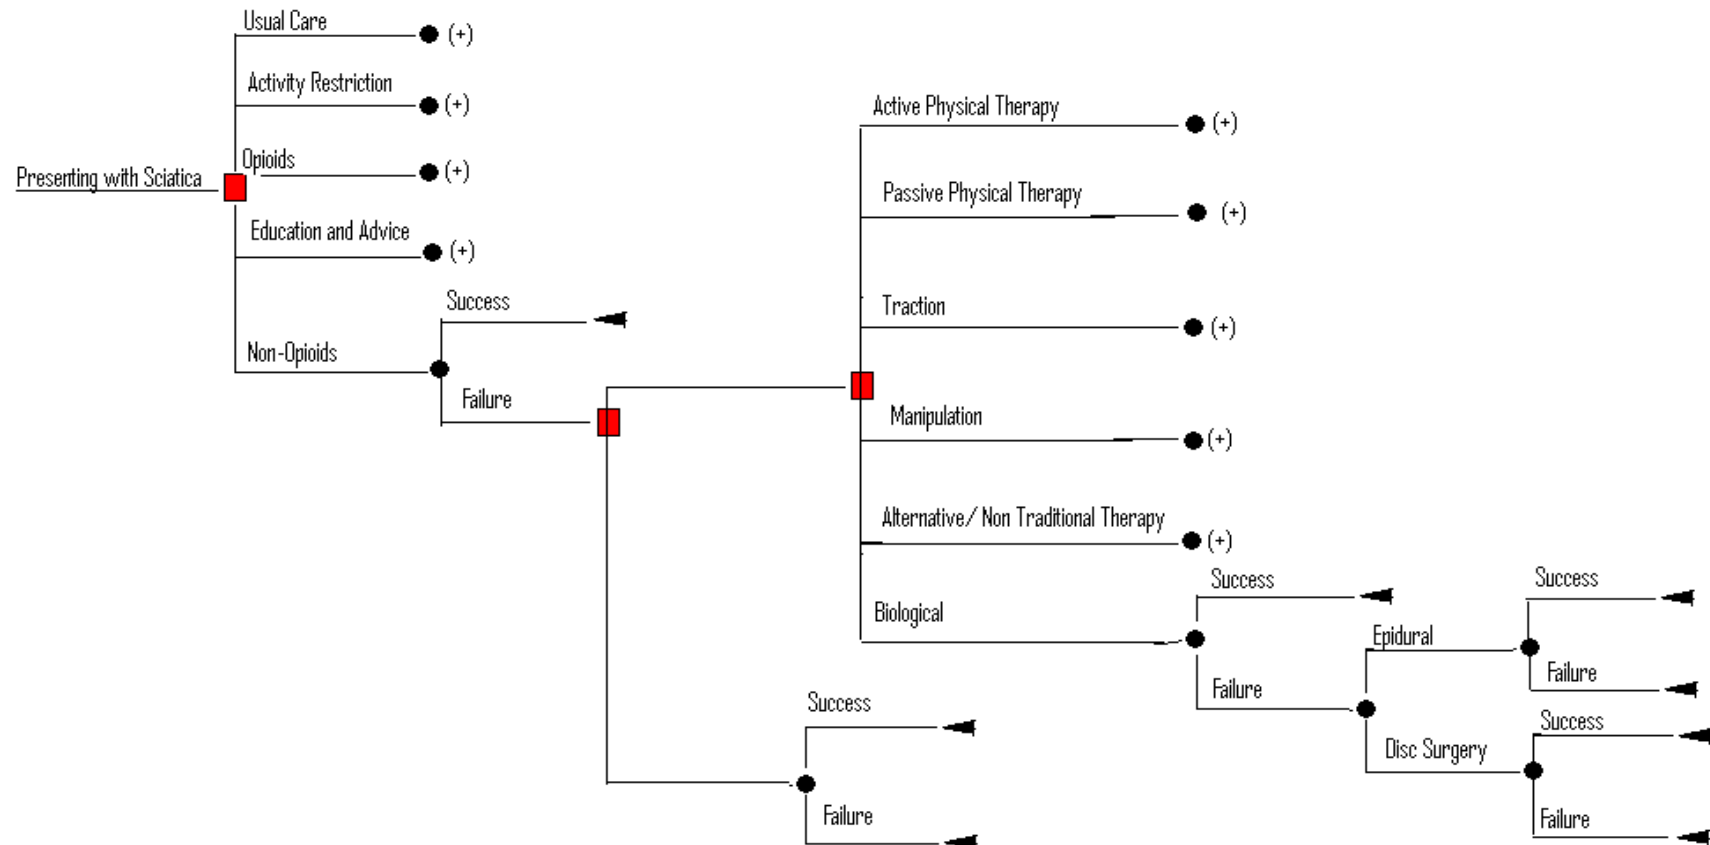 Usual Care
(+)
Activity Restriction
(+)
Opioids
(+)
Presenting with Sciatica
Education and Advice
(+)
Success
Non-Opioids
Failure
Active Physical Therapy
(+)
Passive Physical Therapy
(+)
Traction
(+)
Manipulation
(+)
Alternative/ Non Traditional Therapy
(+)
Biological
Success
Failure
Epidural
Success
Failure
Disc Surgery
Success
Failure
Success
Failure